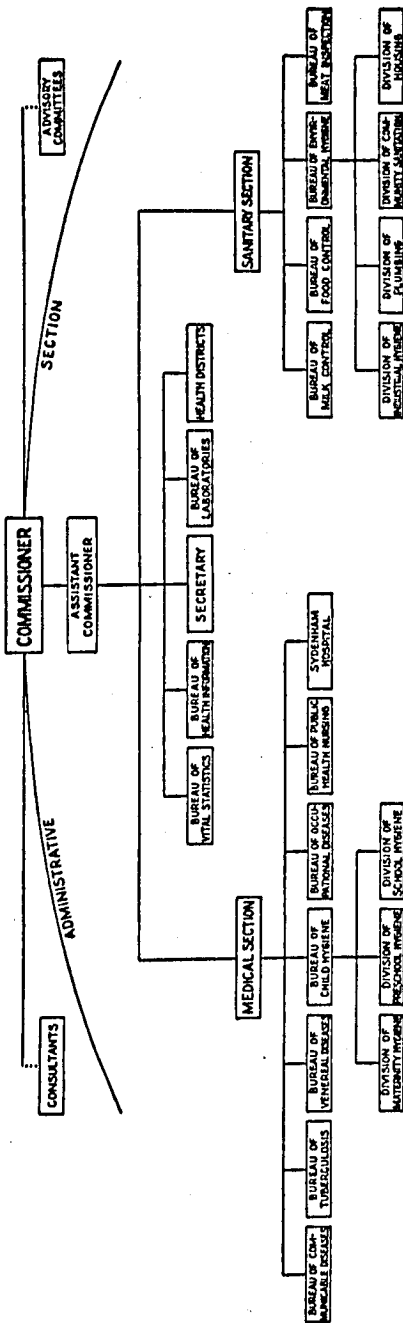 COMMISSIONER
ASSISTANT
COMMISSIONER
CONSULTANTS
ADVISORY
COMMITTEES
ADMINISTRATIVE
SECTION
BUREAU OF
VITAL STATISTICS
BUREAU OF
HEALTH INFORMATION
SECRETARY
BUREAU OF
LABORATORIES
HEALTH DISTRICTS
MEDICAL SECTION
SANITARY SECTION
BUREAU OF COM-
MUNICABLE DISEASES
BUREAU OF
TUBERCULOSIS
BUREAU OF
VENEREAL DISEASES
BUREAU OF
CHILD HYGIENE
BUREAU OF OCCU-
PATIONAL DISEASES
BUREAU OF PUBLIC
HEALTH NURSING
SYDENHAM
HOSPITAL
BUREAU OF
MILK CONTROL
BUREAU OF
FOOD CONTROL
BUREAU OF ENVIR-
ONMENTAL HYGIENE
BUREAU OF
MEAT INSPECTION
DIVISION OF
MATERNITY HYGIENE
DIVISION OF
PRESCHOOL HYGIENE
DIVISION OF
SCHOOL HYGIENE
DIVISION OF
INDUSTRIAL HYGIENE
DIVISION OF
PLUMBING
DIVISION OF COM-
MUNITY SANITATION
DIVISION OF
HOUSING